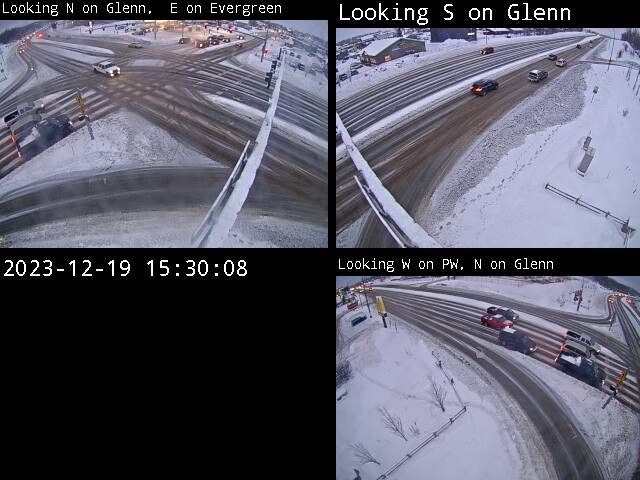 Looking N on Glenn,  E on Evergreen
Looking S on Glenn
2023-12-19 15:30:08
Looking W on PW, N on Glenn